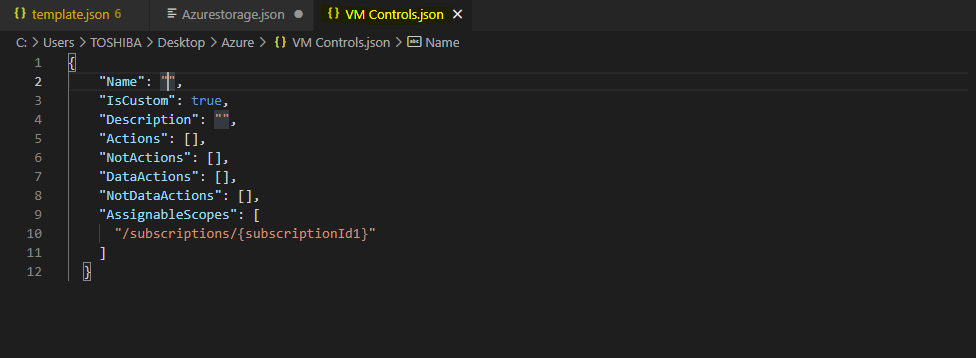 template.json 6 Azurestorage.json VM Controls.json
C: > Users > TOSHIBA > Desktop > Azure > {} VM Controls.json > abc Name
1 {
2 "Name": "",
3 "IsCustom": true,
4 "Description": "",
5 "Actions": [],
6 "NotActions": [],
7 "DataActions": [],
8 "NotDataActions": [],
9 "AssignableScopes": [
10 "/subscriptions/{subscriptionId1}"
11 ]
12 }